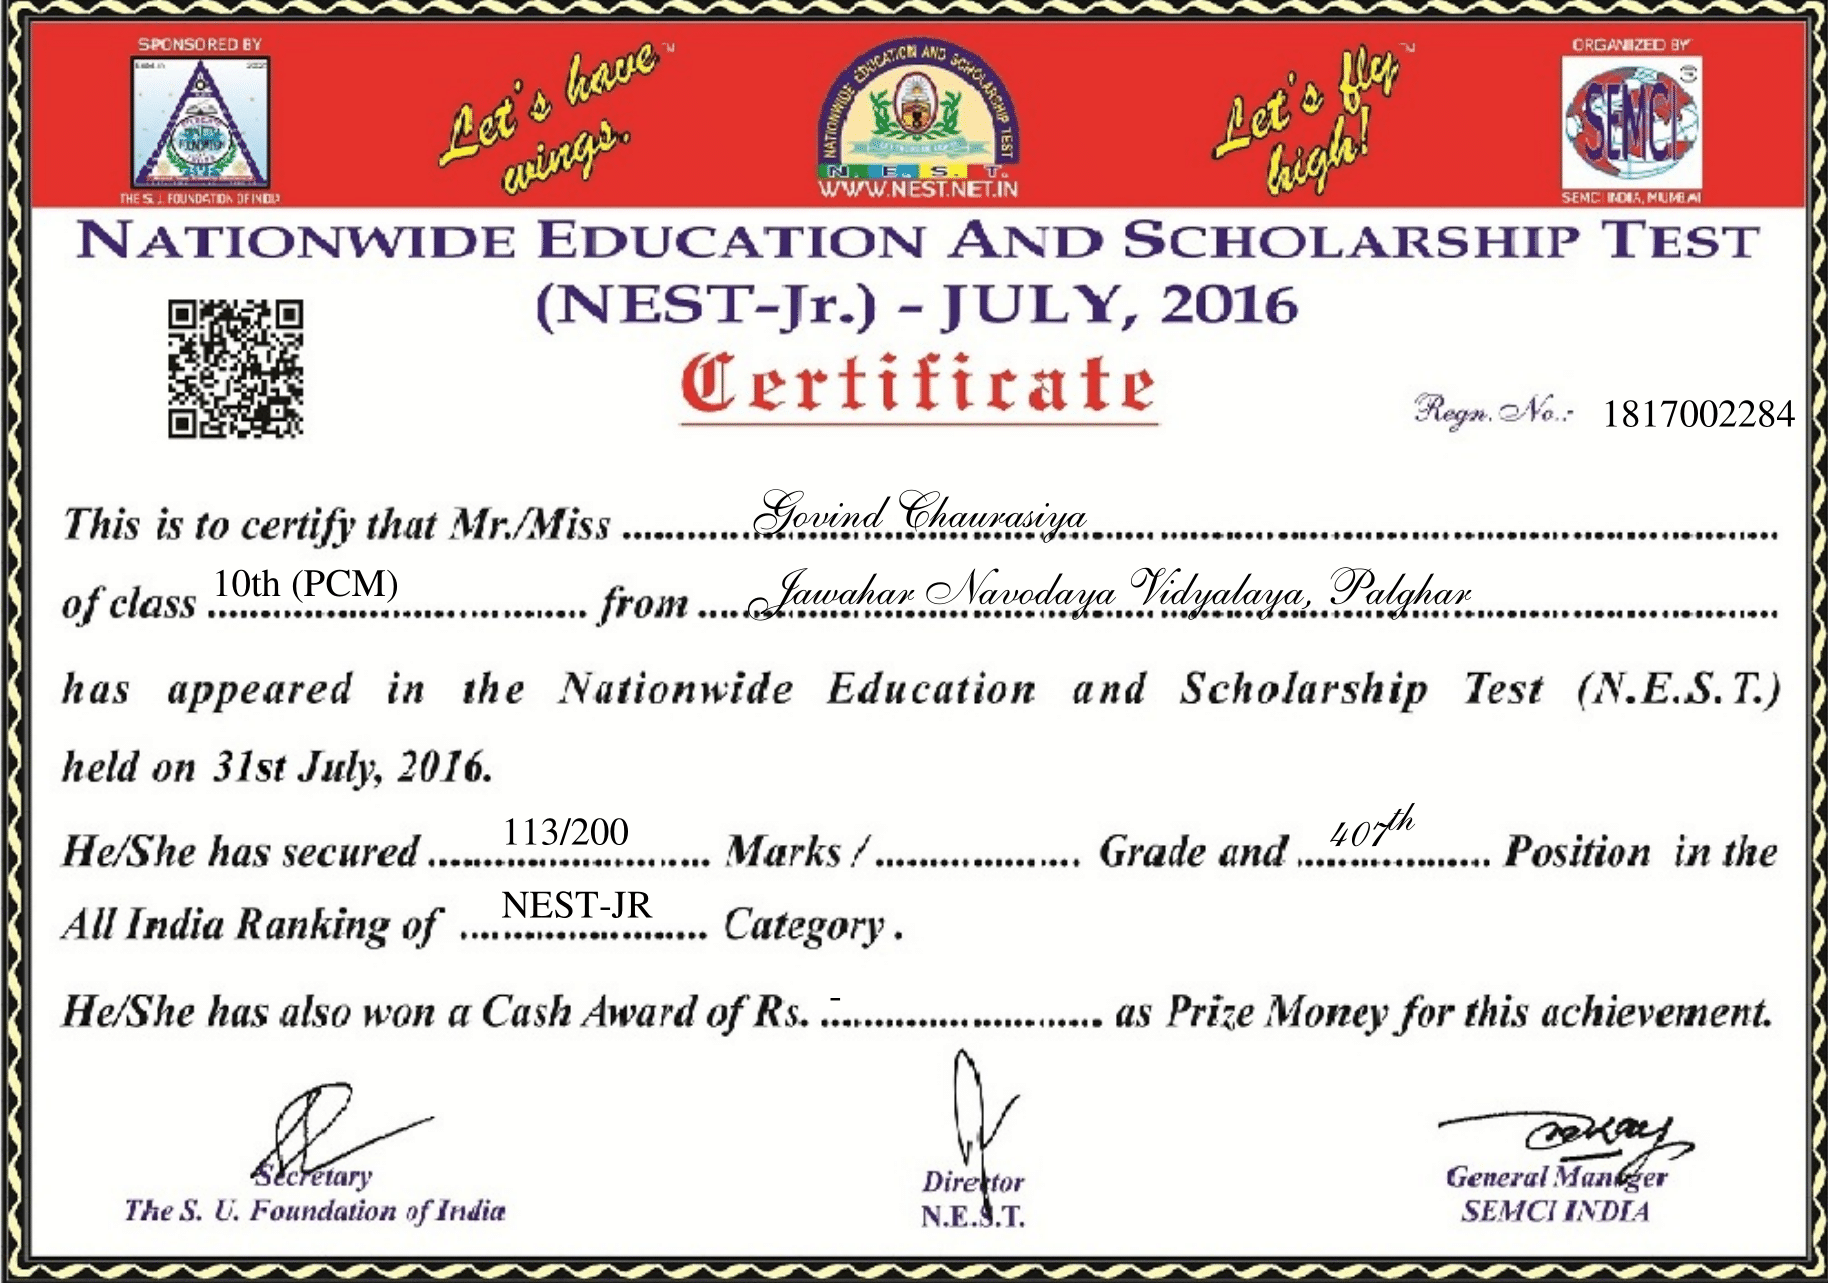 SPONSORED BY
THE S. U. FOUNDATION OF INDIA
Let's have wings.™
NATIONWIDE EDUCATION AND SCHOLARSHIP TEST
N. E. S. T.
WWW.NEST.NET.IN
Let's fly high!™
ORGANIZED BY
SEMCI
SEMCI INDIA, MUMBAI
NATIONWIDE EDUCATION AND SCHOLARSHIP TEST
(NEST-Jr.) - JULY, 2016
Certificate
Regn. No.:- 1817002284
This is to certify that Mr./Miss Govind Chaurasiya
of class 10th (PCM) from Jawahar Navodaya Vidyalaya, Palghar
has appeared in the Nationwide Education and Scholarship Test (N.E.S.T.)
held on 31st July, 2016.
He/She has secured 113/200 Marks / .................... Grade and 407th Position in the
All India Ranking of NEST-JR Category .
He/She has also won a Cash Award of Rs. - as Prize Money for this achievement.
Secretary
The S. U. Foundation of India
Director
N.E.S.T.
General Manager
SEMCI INDIA